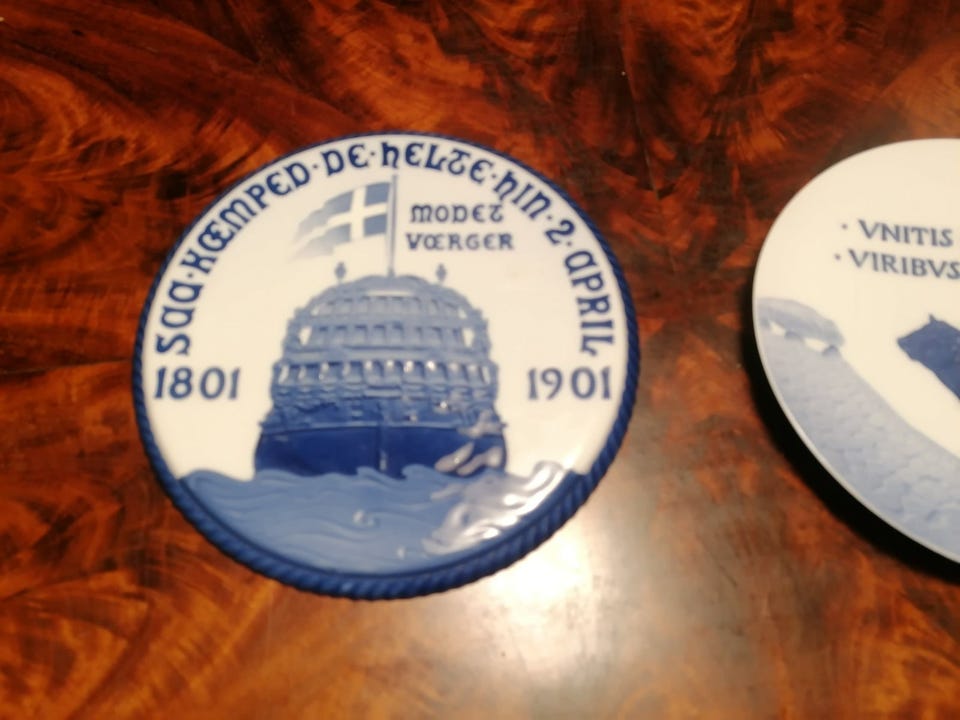 SAA·KÆMPED·DE·HELTE·HIN·2·APRIL
MODET
VÆRGER
1801 1901
· VNITIS
· VIRIBVS